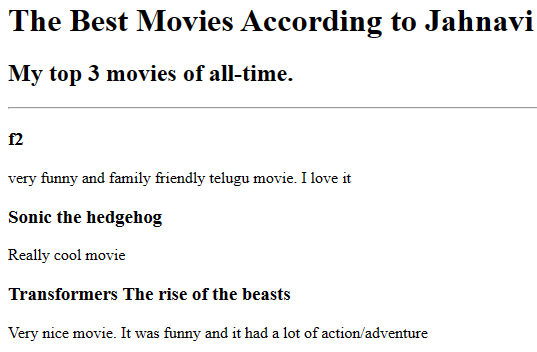 The Best Movies According to Jahnavi
My top 3 movies of all-time.
f2
very funny and family friendly telugu movie. I love it
Sonic the hedgehog
Really cool movie
Transformers The rise of the beasts
Very nice movie. It was funny and it had a lot of action/adventure